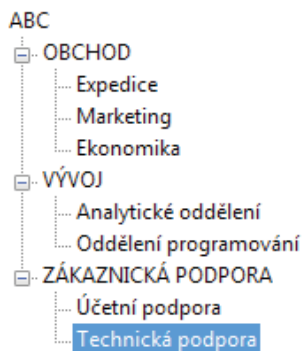 ABC
OBCHOD
Expedice
Marketing
Ekonomika
VÝVOJ
Analytické oddělení
Oddělení programování
ZÁKAZNICKÁ PODPORA
Účetní podpora
Technická podpora